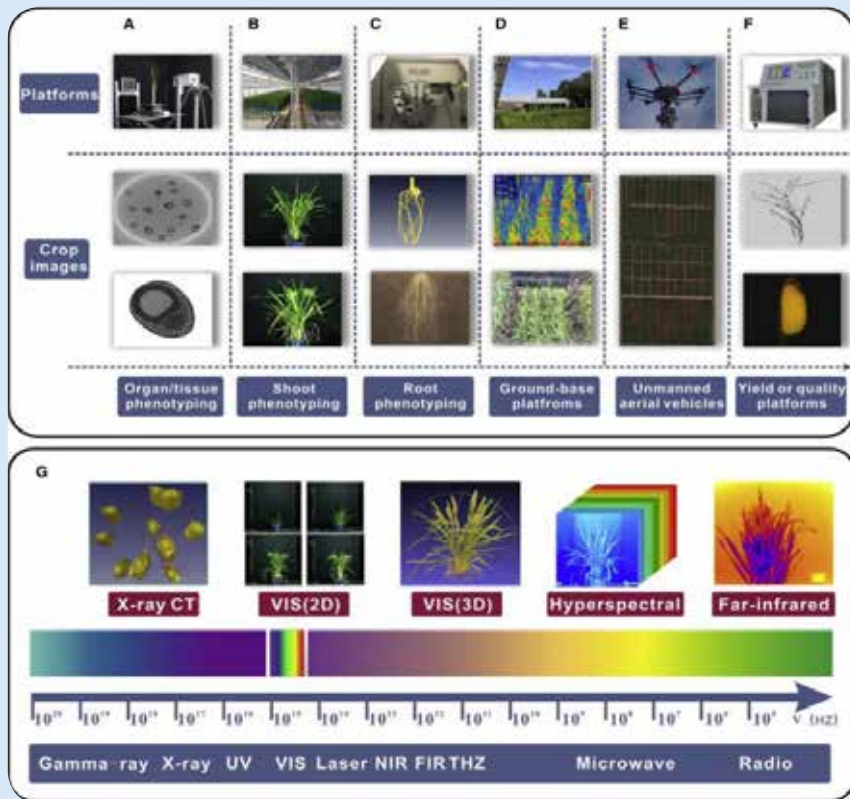 A B C D E F
Platforms
Crop
images
Organ/tissue
phenotyping
Shoot
phenotyping
Root
phenotyping
Ground-base
platfroms
Unmanned
aerial vehicles
Yield or quality
platforms
G
X-ray CT VIS(2D) VIS(3D) Hyperspectral Far-infrared
(HZ)
Gamma ray X-ray UV VIS Laser NIR FIR THZ Microwave Radio